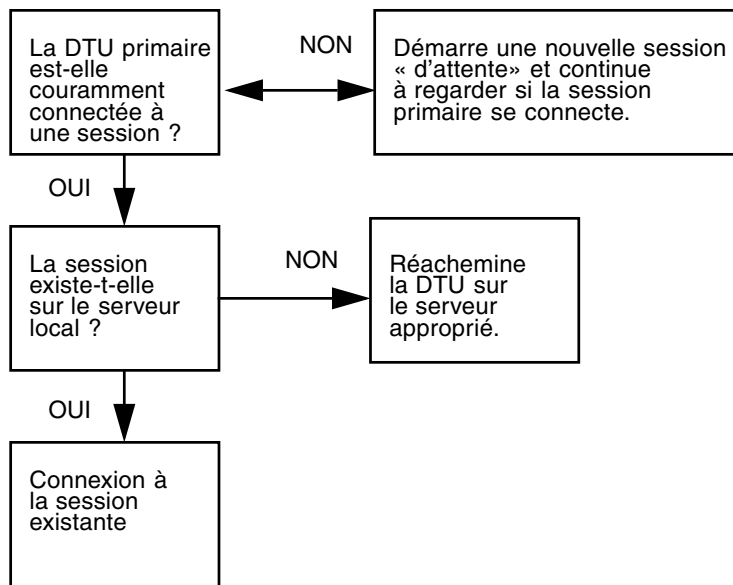 La DTU primaire
est-elle
couramment
connectée à
une session ?
NON
Démarre une nouvelle session
« d'attente» et continue
à regarder si la session
primaire se connecte.
OUI
La session
existe-t-elle
sur le serveur
local ?
NON
Réachemine
la DTU sur
le serveur
approprié.
OUI
Connexion à
la session
existante